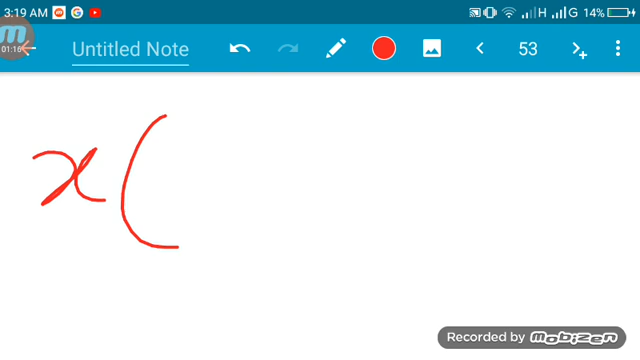 3:19 AM H G 14%
01:16 Untitled Note 53
x(
Recorded by mobizen